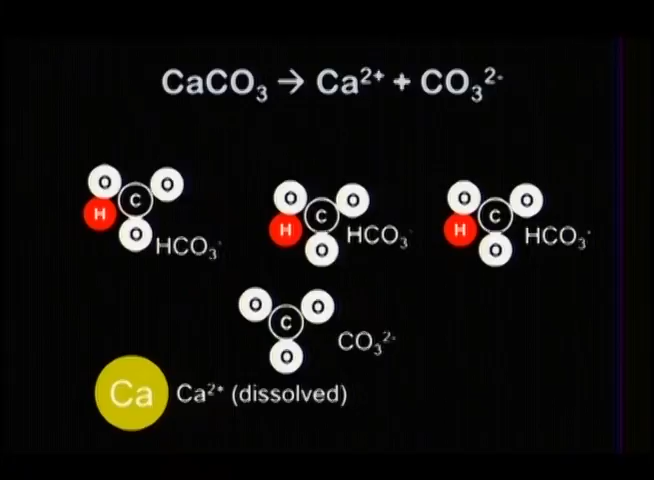 CaCO₃ → Ca²⁺ + CO₃²⁻
O O O O O O
C C C
H H H
O O O
HCO₃⁻ HCO₃⁻ HCO₃⁻
O O
C
O
CO₃²⁻
Ca Ca²⁺ (dissolved)